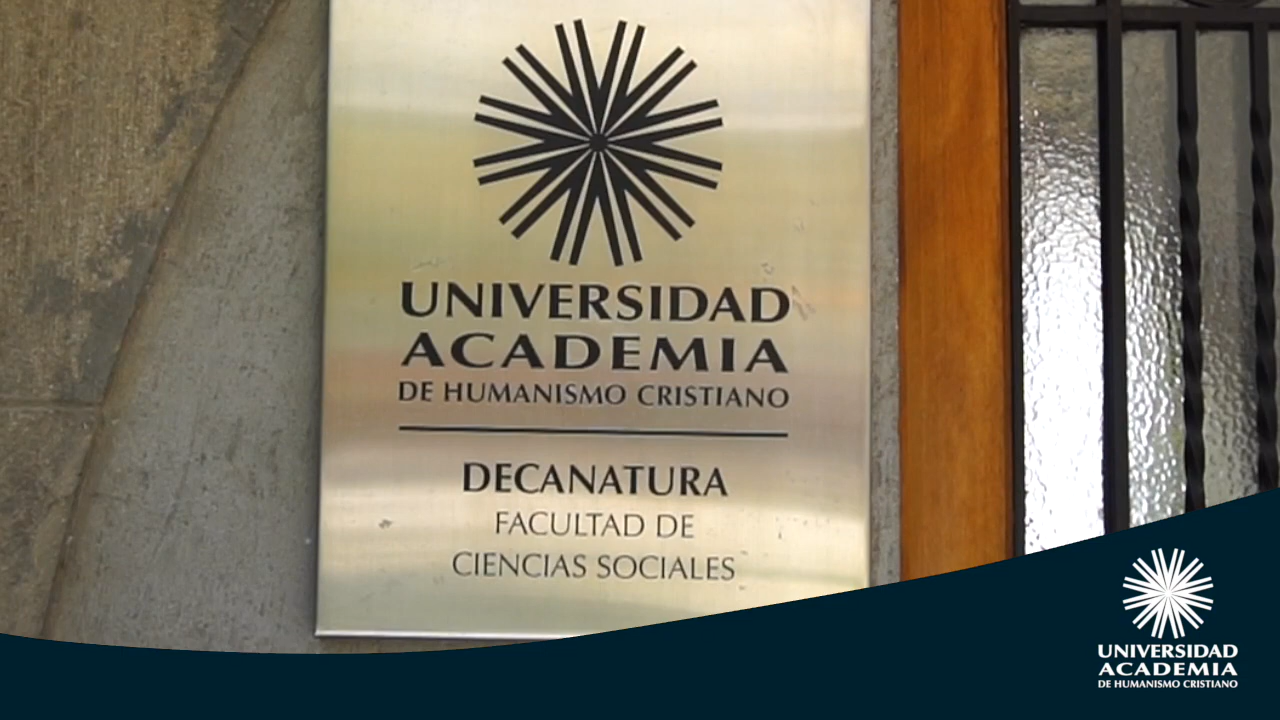 UNIVERSIDAD
ACADEMIA
DE HUMANISMO CRISTIANO
DECANATURA
FACULTAD DE
CIENCIAS SOCIALES
UNIVERSIDAD
ACADEMIA
DE HUMANISMO CRISTIANO